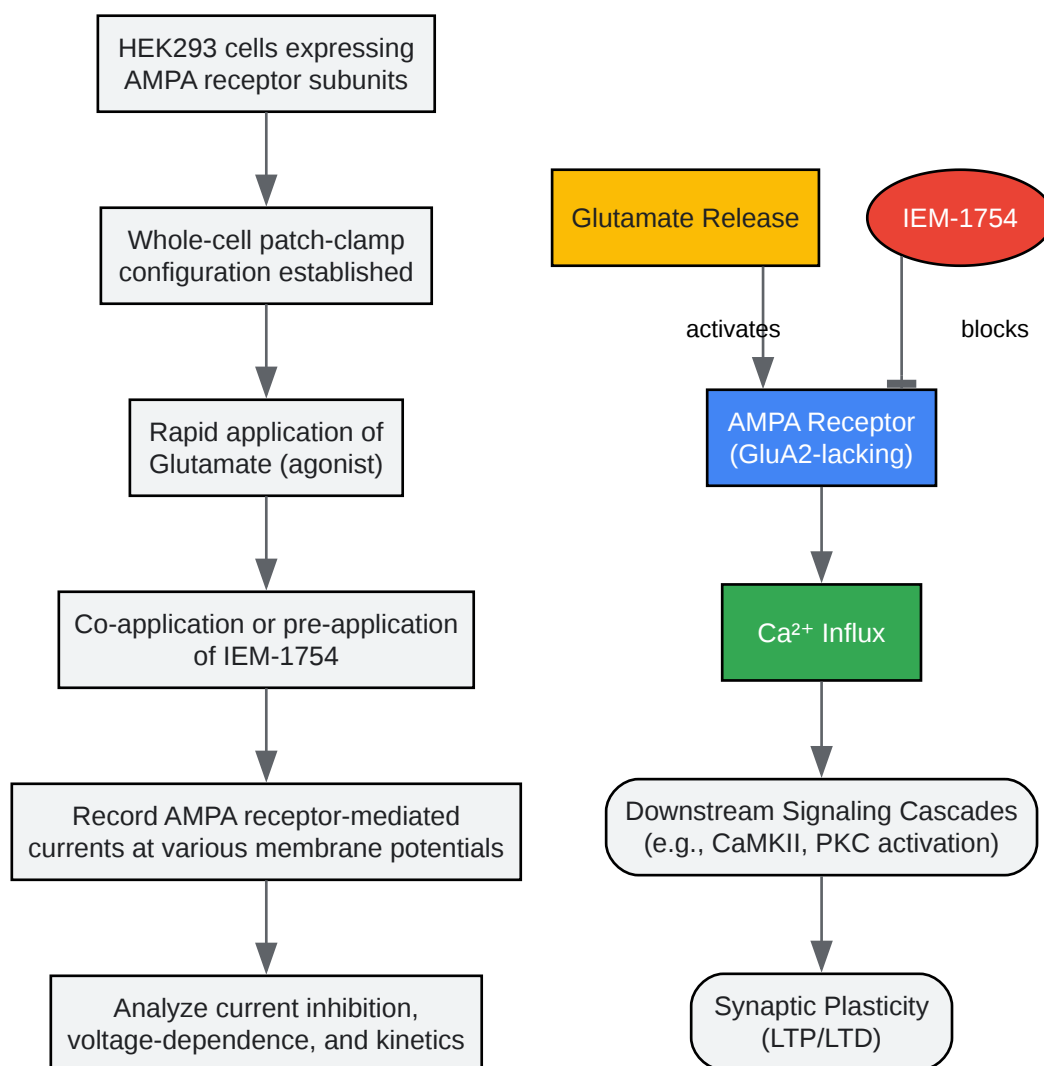 HEK293 cells expressing
AMPA receptor subunits
Whole-cell patch-clamp
configuration established
Rapid application of
Glutamate (agonist)
Co-application or pre-application
of IEM-1754
Record AMPA receptor-mediated
currents at various membrane potentials
Analyze current inhibition,
voltage-dependence, and kinetics
Glutamate Release
IEM-1754
activates
blocks
AMPA Receptor
(GluA2-lacking)
Ca²⁺ Influx
Downstream Signaling Cascades
(e.g., CaMKII, PKC activation)
Synaptic Plasticity
(LTP/LTD)